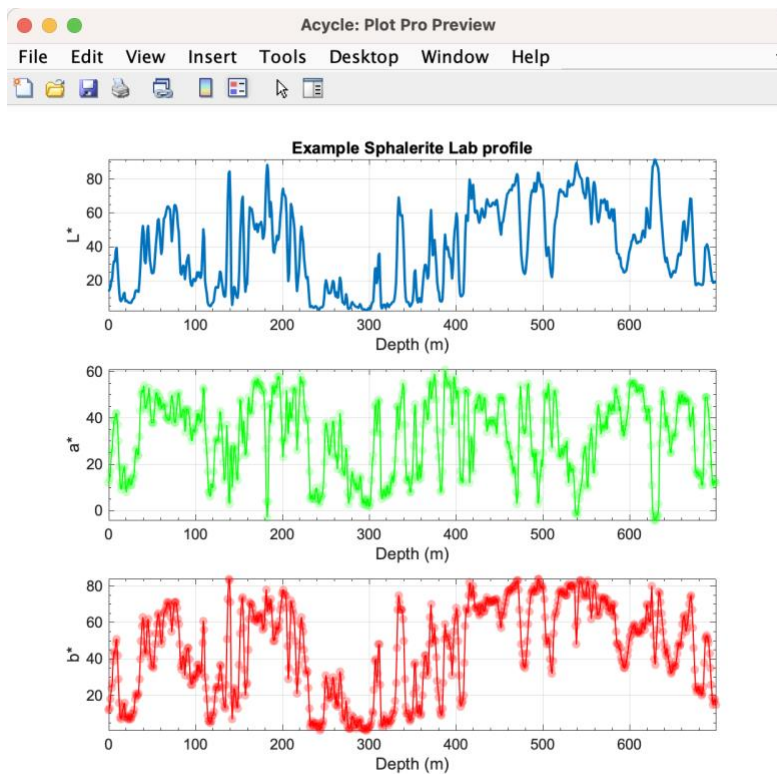 Acycle: Plot Pro Preview
File Edit View Insert Tools Desktop Window Help
Example Sphalerite Lab profile
80
60
40
20
L*
0 100 200 300 400 500 600
Depth (m)
60
40
20
0
a*
0 100 200 300 400 500 600
Depth (m)
80
60
40
20
b*
0 100 200 300 400 500 600
Depth (m)